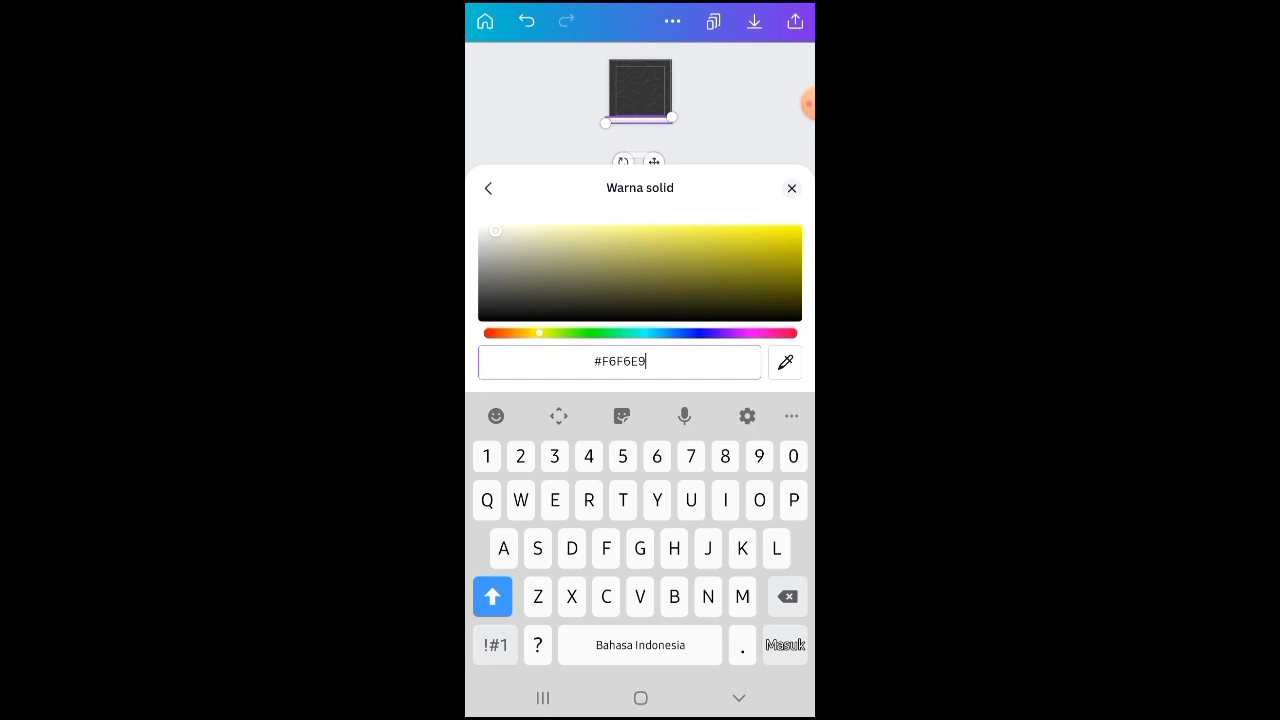 Warna solid
#F6F6E9
1 2 3 4 5 6 7 8 9 0
Q W E R T Y U I O P
A S D F G H J K L
Z X C V B N M
!#1 ? Bahasa Indonesia . Masuk